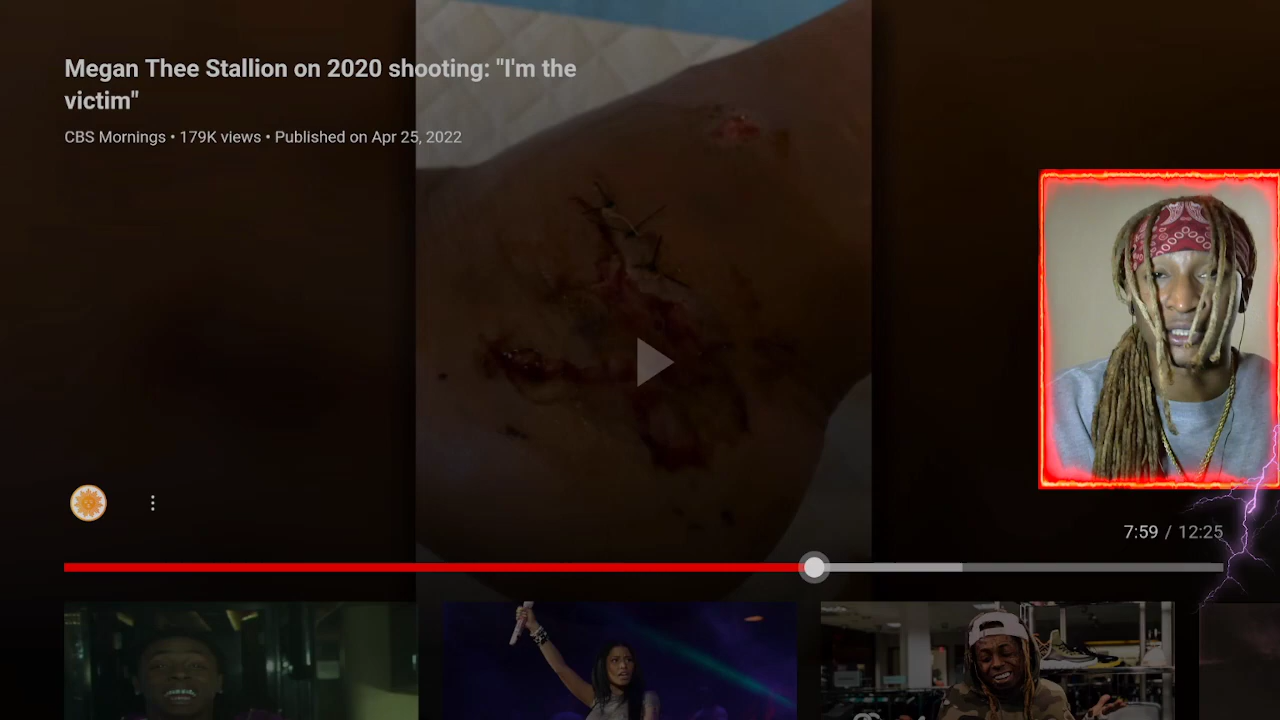 Megan Thee Stallion on 2020 shooting: "I'm the
victim"
CBS Mornings • 179K views • Published on Apr 25, 2022
7:59 / 12:25